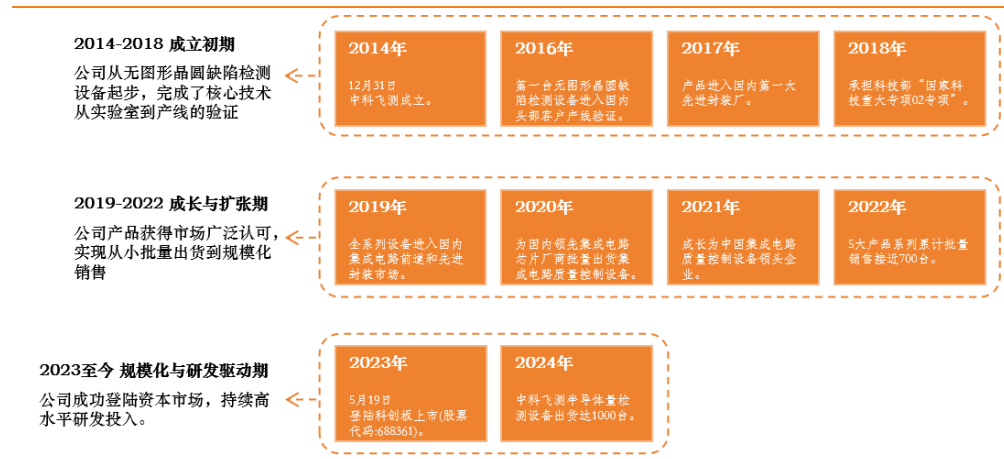 2014-2018 成立初期
公司从无图形晶圆缺陷检测
设备起步，完成了核心技术
从实验室到产线的验证
2014年
12月31日
中科飞测成立。
2016年
第一台无图形晶圆缺
陷检测设备进入国内
头部客户产线验证。
2017年
产品进入国内第一大
先进封装厂。
2018年
承担科技部“国家科
技重大专项02专项”。
2019-2022 成长与扩张期
公司产品获得市场广泛认可，
实现从小批量出货到规模化
销售
2019年
全系列设备进入国内
集成电路前道和先进
封装市场。
2020年
为国内领先集成电路
芯片厂商批量出货集
成电路质量控制设备。
2021年
成长为中国集成电路
质量控制设备领头企
业。
2022年
5大产品系列累计批量
销售接近700台。
2023至今 规模化与研发驱动期
公司成功登陆资本市场，持续高
水平研发投入。
2023年
5月19日
登陆科创板上市(股票
代码:688361)。
2024年
中科飞测半导体量检
测设备出货达1000台。